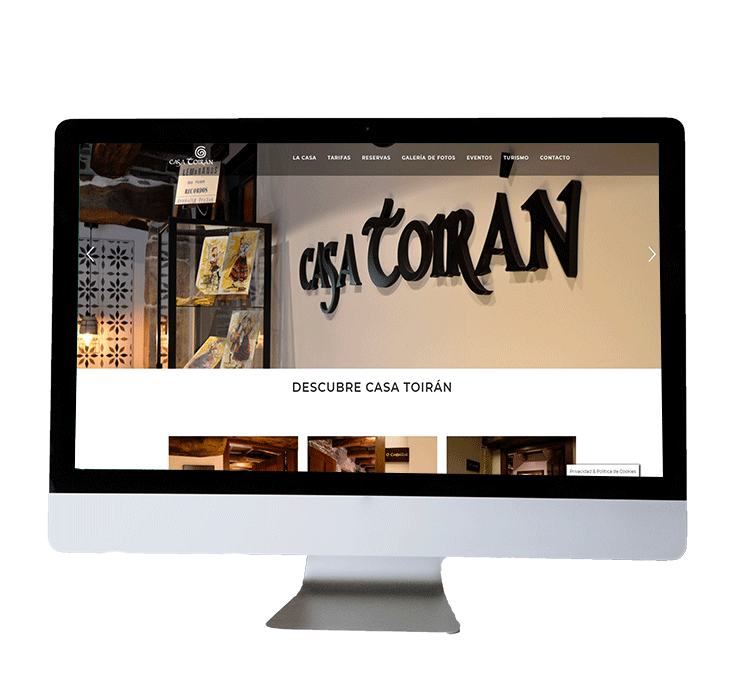 CASA TOIRÁN
LA CASA TARIFAS RESERVAS GALERÍA DE FOTOS EVENTOS TURISMO CONTACTO
RECORDOS
CASA TOIRÁN
DESCUBRE CASA TOIRÁN
Privacidad & Política de Cookies